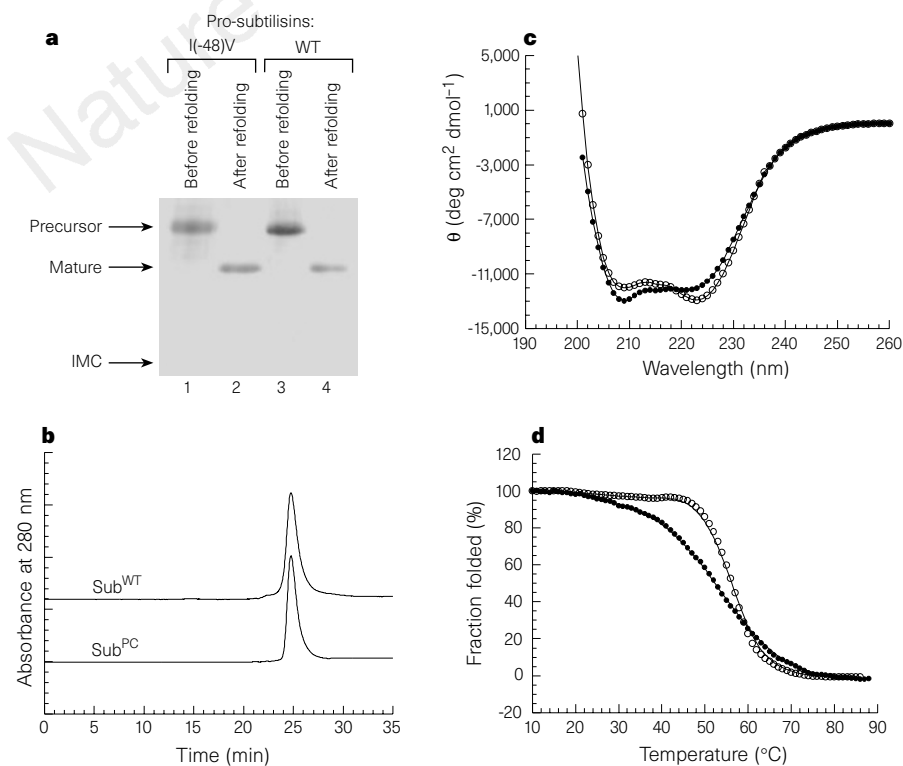 Nature
Pro-subtilisins:
a
I(-48)V
WT
Before refolding
After refolding
Before refolding
After refolding
Precursor
Mature
IMC
1 2 3 4
b
Absorbance at 280 nm
Sub^WT
Sub^PC
0 5 10 15 20 25 30 35
Time (min)
c
θ (deg cm2 dmol–1)
5,000
1,000
-3,000
-7,000
-11,000
-15,000
190 200 210 220 230 240 250 260
Wavelength (nm)
d
Fraction folded (%)
120
100
80
60
40
20
0
-20
10 20 30 40 50 60 70 80 90
Temperature (°C)